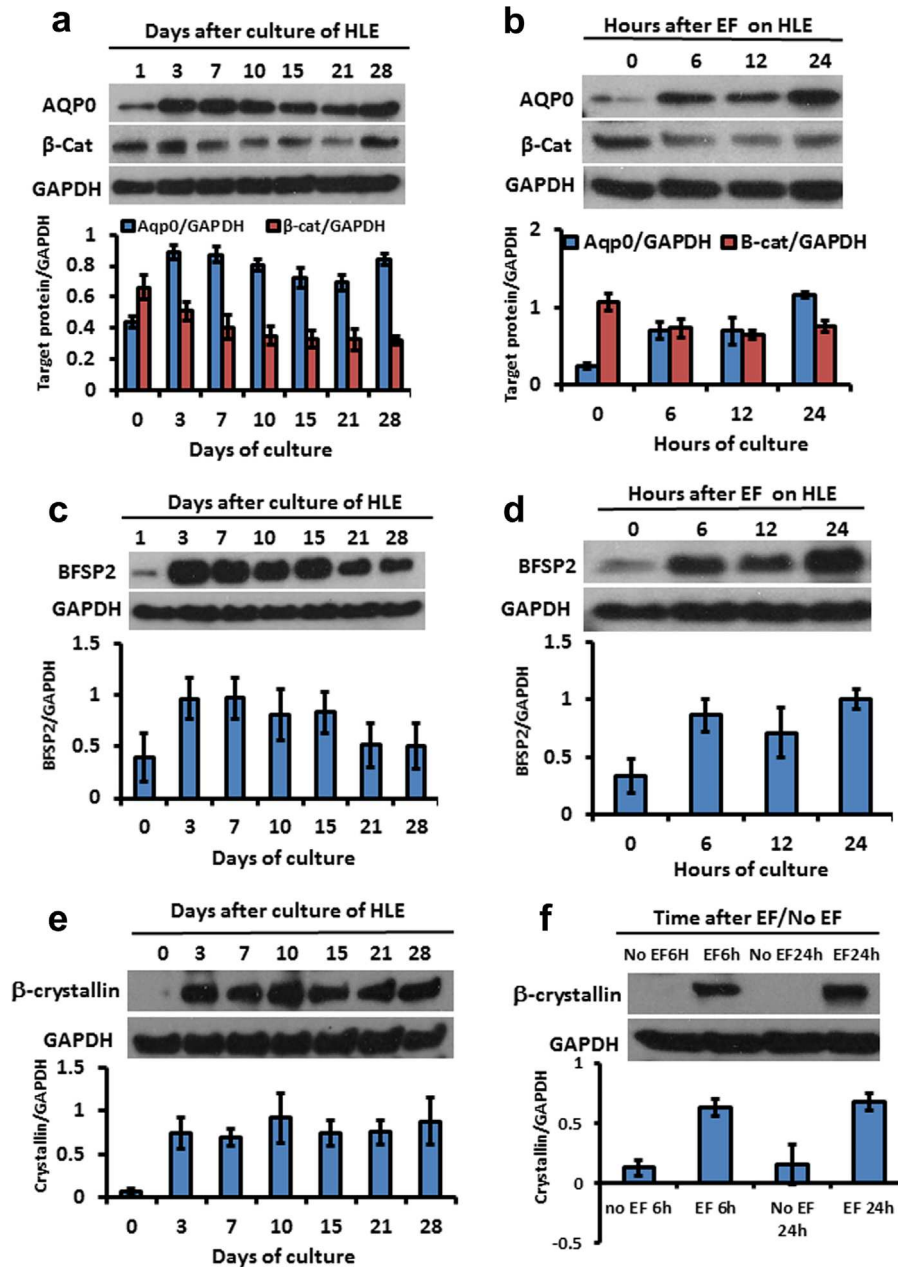 a
Days after culture of HLE
1 3 7 10 15 21 28
AQP0
β-Cat
GAPDH
Aqp0/GAPDH β-cat/GAPDH
Target protein/GAPDH
1
0.8
0.6
0.4
0.2
0
0 3 7 10 15 21 28
Days of culture
b
Hours after EF on HLE
0 6 12 24
AQP0
β-Cat
GAPDH
Aqp0/GAPDH B-cat/GAPDH
Target protein/GAPDH
2
1
0
0 6 12 24
Hours of culture
c
Days after culture of HLE
1 3 7 10 15 21 28
BFSP2
GAPDH
BFSP2/GAPDH
1.5
1
0.5
0
0 3 7 10 15 21 28
Days of culture
d
Hours after EF on HLE
0 6 12 24
BFSP2
GAPDH
BFSP2/GAPDH
1.5
1
0.5
0
0 6 12 24
Hours of culture
e
Days after culture of HLE
0 3 7 10 15 21 28
β-crystallin
GAPDH
Crystallin/GAPDH
1.5
1
0.5
0
0 3 7 10 15 21 28
Days of culture
f
Time after EF/No EF
No EF6H EF6h No EF24h EF24h
β-crystallin
GAPDH
Crystallin/GAPDH
1
0.5
0
-0.5
no EF 6h EF 6h No EF EF 24h
24h